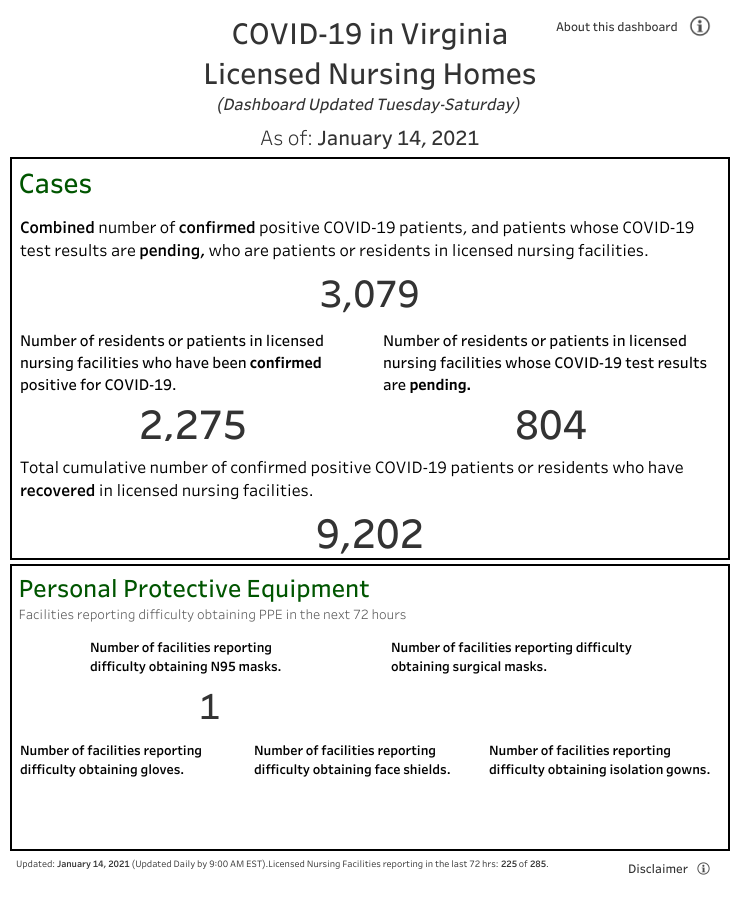 COVID-19 in Virginia
About this dashboard
Licensed Nursing Homes
(Dashboard Updated Tuesday-Saturday)
As of: January 14, 2021
Cases
Combined number of confirmed positive COVID-19 patients, and patients whose COVID-19
test results are pending, who are patients or residents in licensed nursing facilities.
3,079
Number of residents or patients in licensed
nursing facilities who have been confirmed
positive for COVID-19.
2,275
Number of residents or patients in licensed
nursing facilities whose COVID-19 test results
are pending.
804
Total cumulative number of confirmed positive COVID-19 patients or residents who have
recovered in licensed nursing facilities.
9,202
Personal Protective Equipment
Facilities reporting difficulty obtaining PPE in the next 72 hours
Number of facilities reporting
difficulty obtaining N95 masks.
1
Number of facilities reporting difficulty
obtaining surgical masks.
Number of facilities reporting
difficulty obtaining gloves.
Number of facilities reporting
difficulty obtaining face shields.
Number of facilities reporting
difficulty obtaining isolation gowns.
Updated: January 14, 2021 (Updated Daily by 9:00 AM EST).Licensed Nursing Facilities reporting in the last 72 hrs: 225 of 285.
Disclaimer